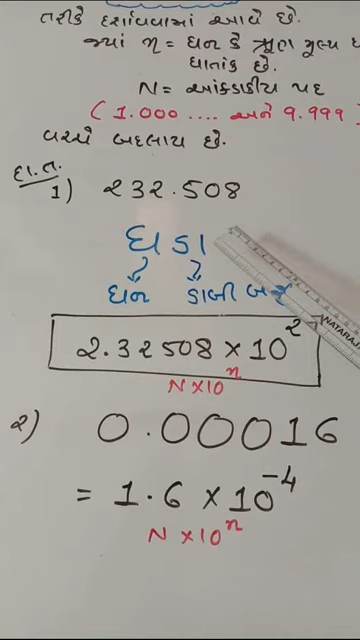 તરીકે દર્શાવવામાં આવે છે.
જ્યાં n = ધન કે ઋણ મૂલ્ય ધ
ઘાતાંક છે.
N = આંકડાકીય પદ
(1.000 .... અને 9.999
વચ્ચે બદલાય છે.
દા.ત.
1) 232.508
ઘ ડા
ધન ડાબી બાજુ
2.32508 × 10²
N × 10ⁿ
૨) 0.00016
= 1.6 × 10⁻⁴
N × 10ⁿ
NATARAJ